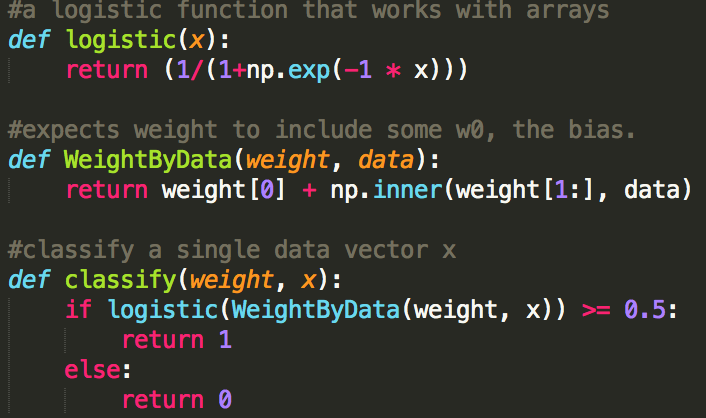 #a logistic function that works with arrays
def logistic(x):
    return (1/(1+np.exp(-1 * x)))

#expects weight to include some w0, the bias.
def WeightByData(weight, data):
    return weight[0] + np.inner(weight[1:], data)

#classify a single data vector x
def classify(weight, x):
    if logistic(WeightByData(weight, x)) >= 0.5:
        return 1
    else:
        return 0